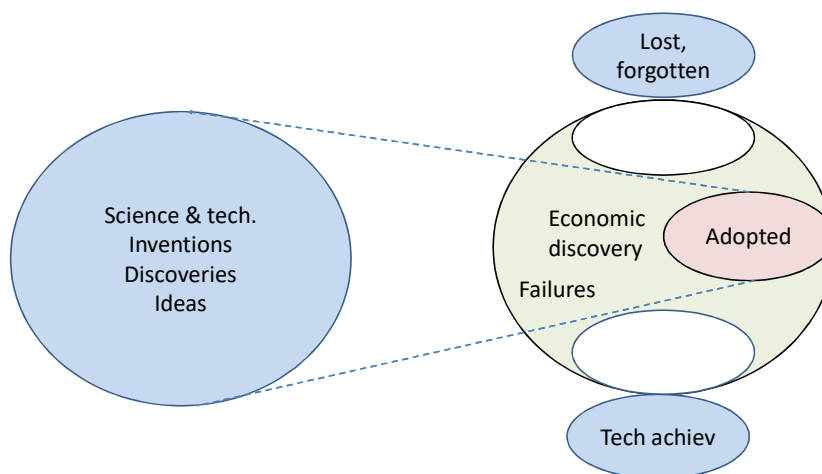 Lost,
forgotten
Science & tech.
Inventions
Discoveries
Ideas
Economic
discovery
Adopted
Failures
Tech achiev